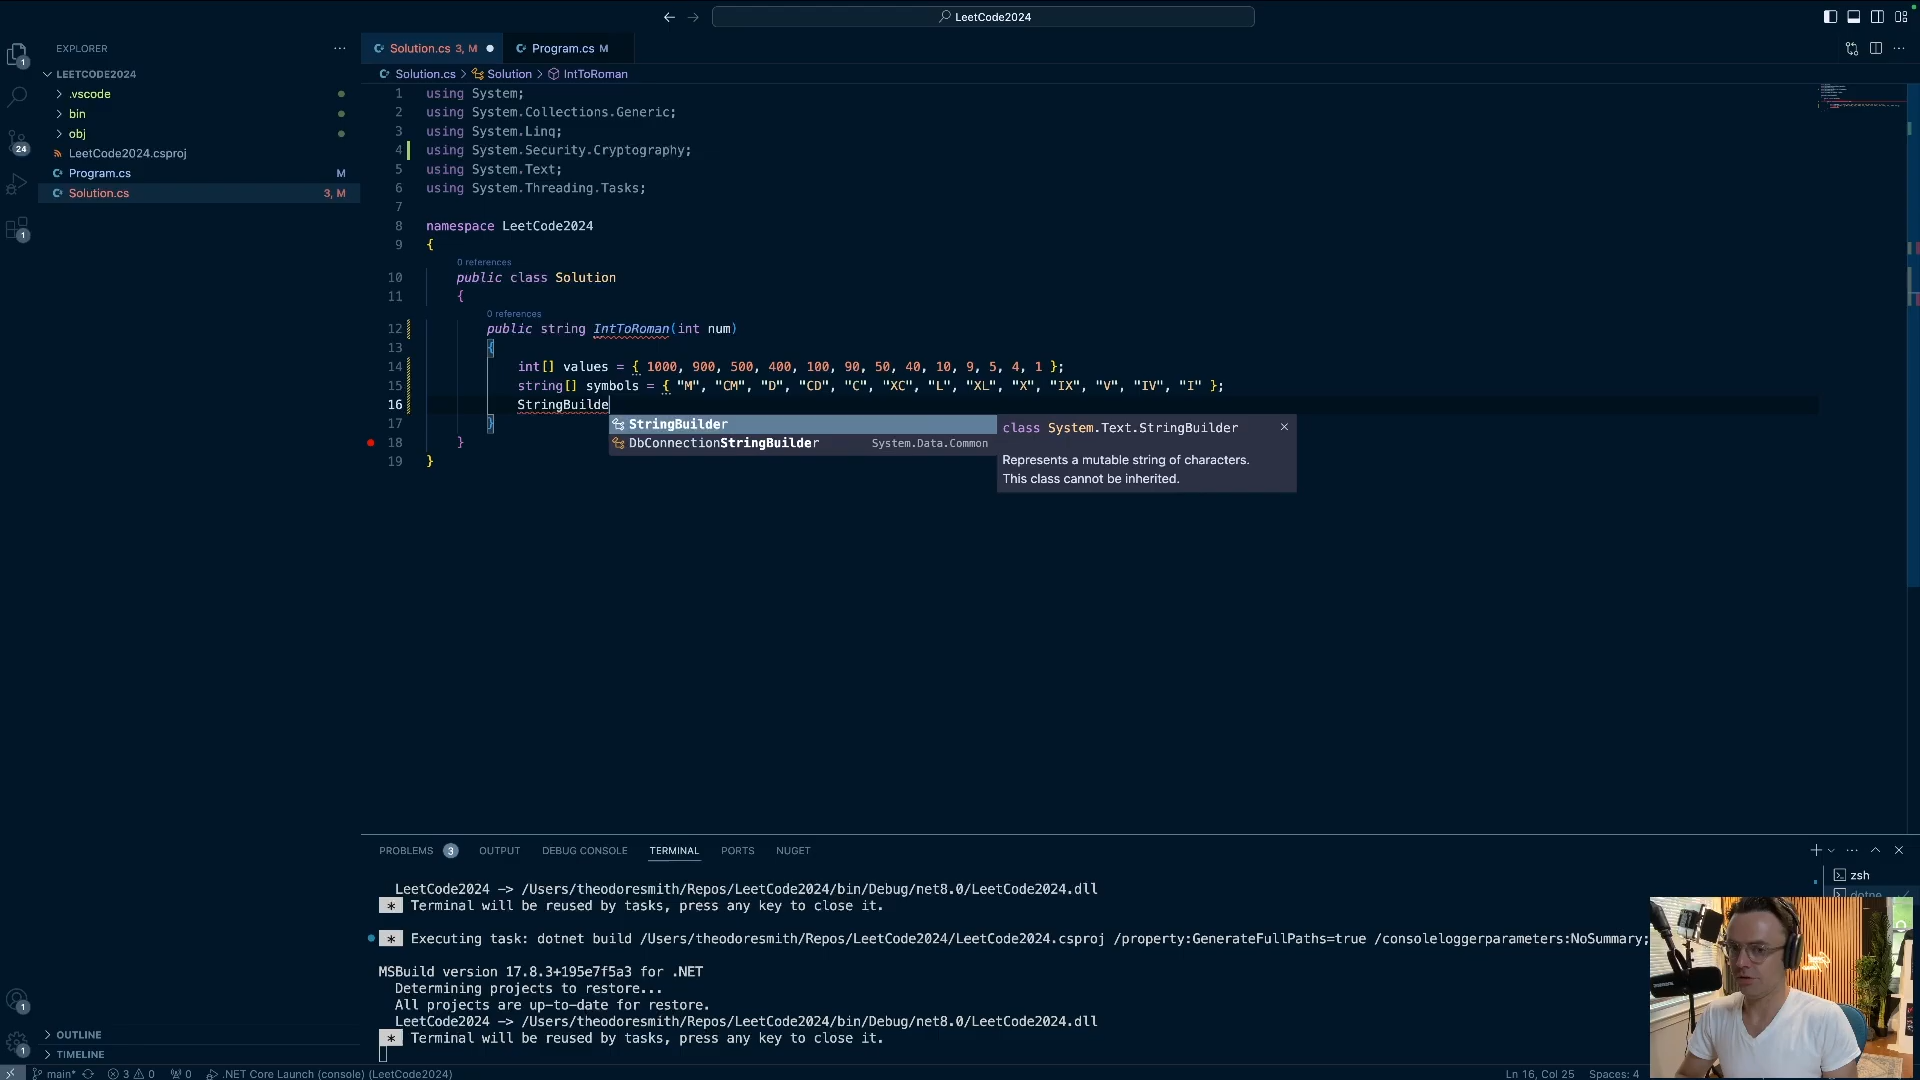 LeetCode2024
EXPLORER
LEETCODE2024
.vscode
bin
obj
LeetCode2024.csproj
Program.cs M
Solution.cs 3, M
OUTLINE
TIMELINE
1
24
1
1
1
Solution.cs 3, M
Program.cs M
Solution.cs > Solution > IntToRoman
1 using System;
2 using System.Collections.Generic;
3 using System.Linq;
4 using System.Security.Cryptography;
5 using System.Text;
6 using System.Threading.Tasks;
7
8 namespace LeetCode2024
9 {
0 references
10 public class Solution
11 {
0 references
12 public string IntToRoman(int num)
13 {
14 int[] values = { 1000, 900, 500, 400, 100, 90, 50, 40, 10, 9, 5, 4, 1 };
15 string[] symbols = { "M", "CM", "D", "CD", "C", "XC", "L", "XL", "X", "IX", "V", "IV", "I" };
16 StringBuilde
17 }
18 }
19 }
StringBuilder
DbConnectionStringBuilder System.Data.Common
class System.Text.StringBuilder
Represents a mutable string of characters.
This class cannot be inherited.
PROBLEMS 3 OUTPUT DEBUG CONSOLE TERMINAL PORTS NUGET
LeetCode2024 -> /Users/theodoresmith/Repos/LeetCode2024/bin/Debug/net8.0/LeetCode2024.dll
* Terminal will be reused by tasks, press any key to close it.
* Executing task: dotnet build /Users/theodoresmith/Repos/LeetCode2024/LeetCode2024.csproj /property:GenerateFullPaths=true /consoleloggerparameters:NoSummary;
MSBuild version 17.8.3+195e7f5a3 for .NET
Determining projects to restore...
All projects are up-to-date for restore.
LeetCode2024 -> /Users/theodoresmith/Repos/LeetCode2024/bin/Debug/net8.0/LeetCode2024.dll
* Terminal will be reused by tasks, press any key to close it.
zsh
main* 3 0 0 .NET Core Launch (console) (LeetCode2024) Ln 16, Col 25 Spaces: 4